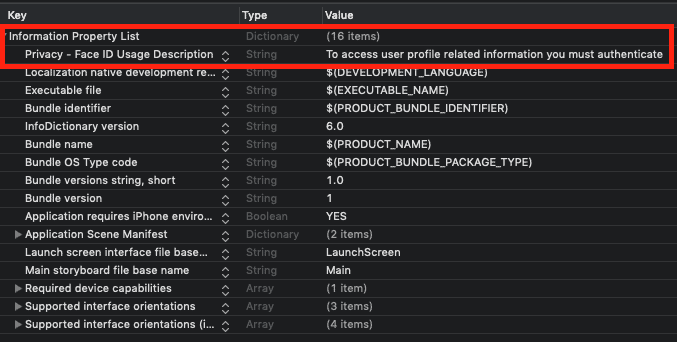 Key Type Value
Information Property List Dictionary (16 items)
Privacy - Face ID Usage Description String To access user profile related information you must authenticate
Localization native development re... String $(DEVELOPMENT_LANGUAGE)
Executable file String $(EXECUTABLE_NAME)
Bundle identifier String $(PRODUCT_BUNDLE_IDENTIFIER)
InfoDictionary version String 6.0
Bundle name String $(PRODUCT_NAME)
Bundle OS Type code String $(PRODUCT_BUNDLE_PACKAGE_TYPE)
Bundle versions string, short String 1.0
Bundle version String 1
Application requires iPhone enviro... Boolean YES
Application Scene Manifest Dictionary (2 items)
Launch screen interface file base... String LaunchScreen
Main storyboard file base name String Main
Required device capabilities Array (1 item)
Supported interface orientations Array (3 items)
Supported interface orientations (i... Array (4 items)